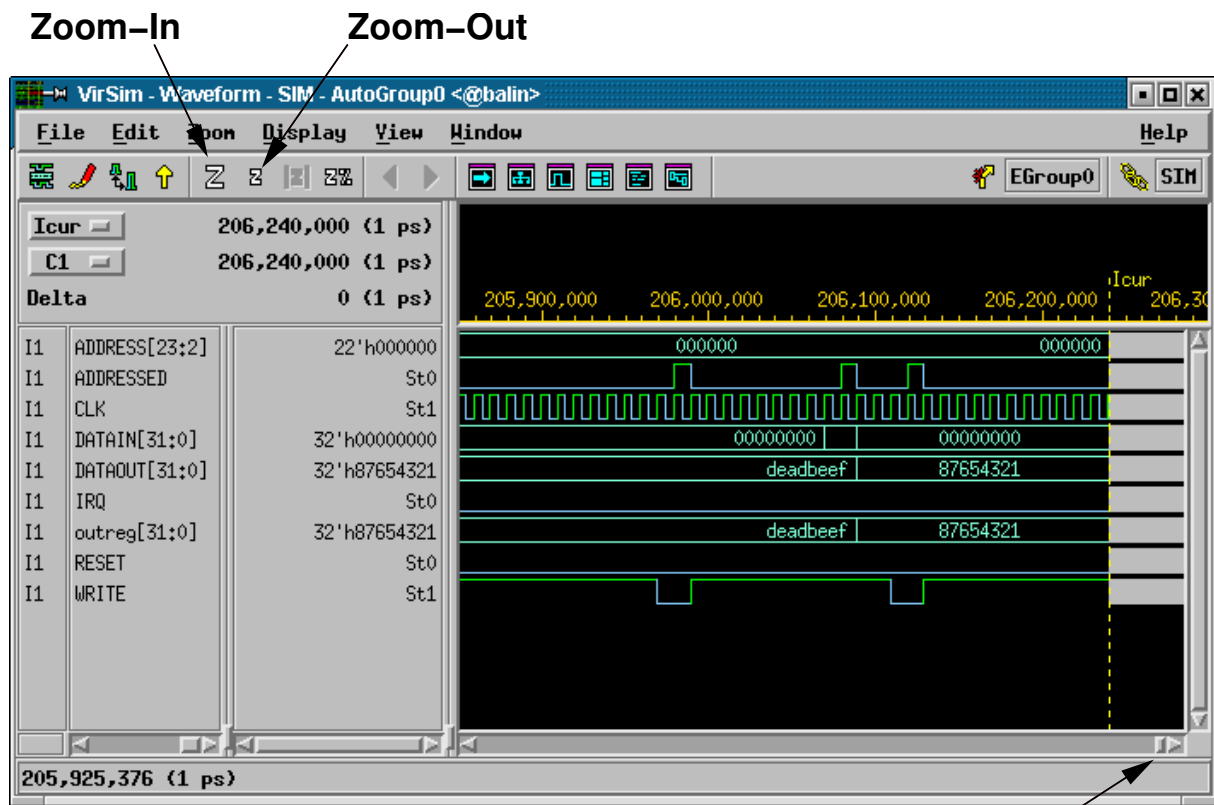 Zoom–In Zoom–Out
VirSim - Waveform - SIM - AutoGroup0 <@balin>
File Edit Zoom Display View Window Help
Z Z Z Z% EGroup0 SIM
Icur 206,240,000 (1 ps)
C1 206,240,000 (1 ps)
Delta 0 (1 ps)
Icur
205,900,000 206,000,000 206,100,000 206,200,000 206,30
I1 ADDRESS[23:2] 22'h000000 000000 000000
I1 ADDRESSED St0
I1 CLK St1
I1 DATAIN[31:0] 32'h00000000 00000000 00000000
I1 DATAOUT[31:0] 32'h87654321 deadbeef 87654321
I1 IRQ St0
I1 outreg[31:0] 32'h87654321 deadbeef 87654321
I1 RESET St0
I1 WRITE St1
205,925,376 (1 ps)